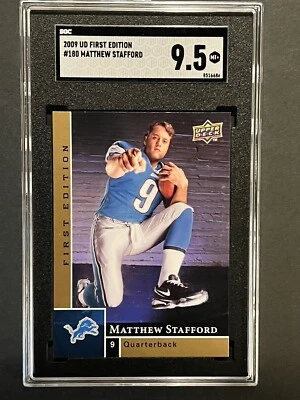 SGC
2009 UD FIRST EDITION
#180 MATTHEW STAFFORD
9.5 MT+
8516686
UPPER
DECK
FIRST EDITION
9
MATTHEW STAFFORD
9 Quarterback